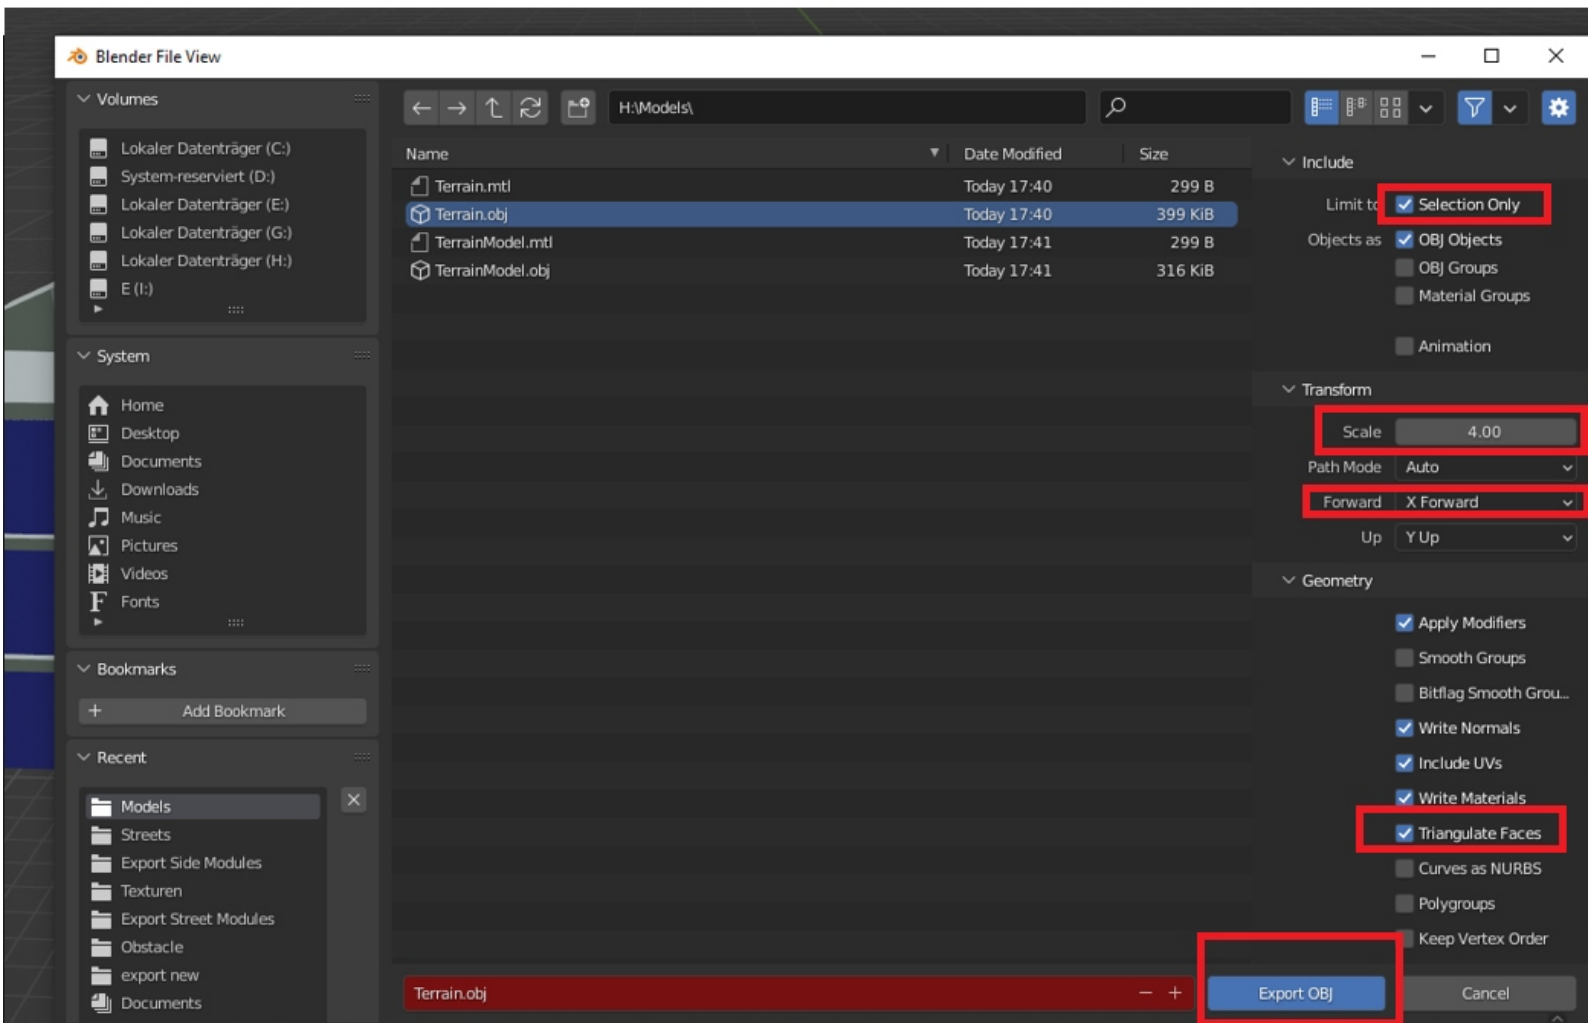 Blender File View
Volumes
Lokaler Datenträger (C:)
System-reserviert (D:)
Lokaler Datenträger (E:)
Lokaler Datenträger (G:)
Lokaler Datenträger (H:)
E (I:)
System
Home
Desktop
Documents
Downloads
Music
Pictures
Videos
Fonts
Bookmarks
Add Bookmark
Recent
Models
Streets
Export Side Modules
Texturen
Export Street Modules
Obstacle
export new
Documents
H:\Models\
Name Date Modified Size
Terrain.mtl Today 17:40 299 B
Terrain.obj Today 17:40 399 KiB
TerrainModel.mtl Today 17:41 299 B
TerrainModel.obj Today 17:41 316 KiB
Terrain.obj
Include
Limit to Selection Only
Objects as OBJ Objects
OBJ Groups
Material Groups
Animation
Transform
Scale 4.00
Path Mode Auto
Forward X Forward
Up Y Up
Geometry
Apply Modifiers
Smooth Groups
Bitflag Smooth Grou...
Write Normals
Include UVs
Write Materials
Triangulate Faces
Curves as NURBS
Polygroups
Keep Vertex Order
Export OBJ Cancel